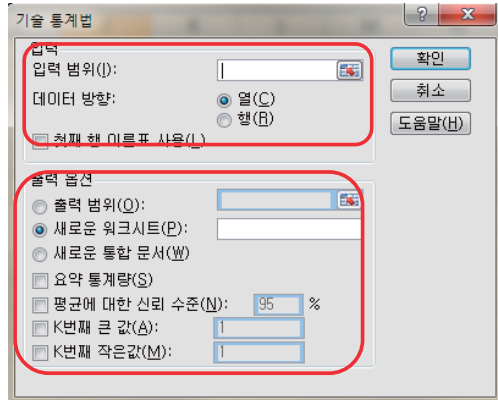 기술 통계법
입력
입력 범위(I):
데이터 방향:
열(C)
행(R)
첫째 행 이름표 사용(L)
확인
취소
도움말(H)
출력 옵션
출력 범위(O):
새로운 워크시트(P):
새로운 통합 문서(W)
요약 통계량(S)
평균에 대한 신뢰 수준(N): 95 %
K번째 큰 값(A): 1
K번째 작은값(M): 1